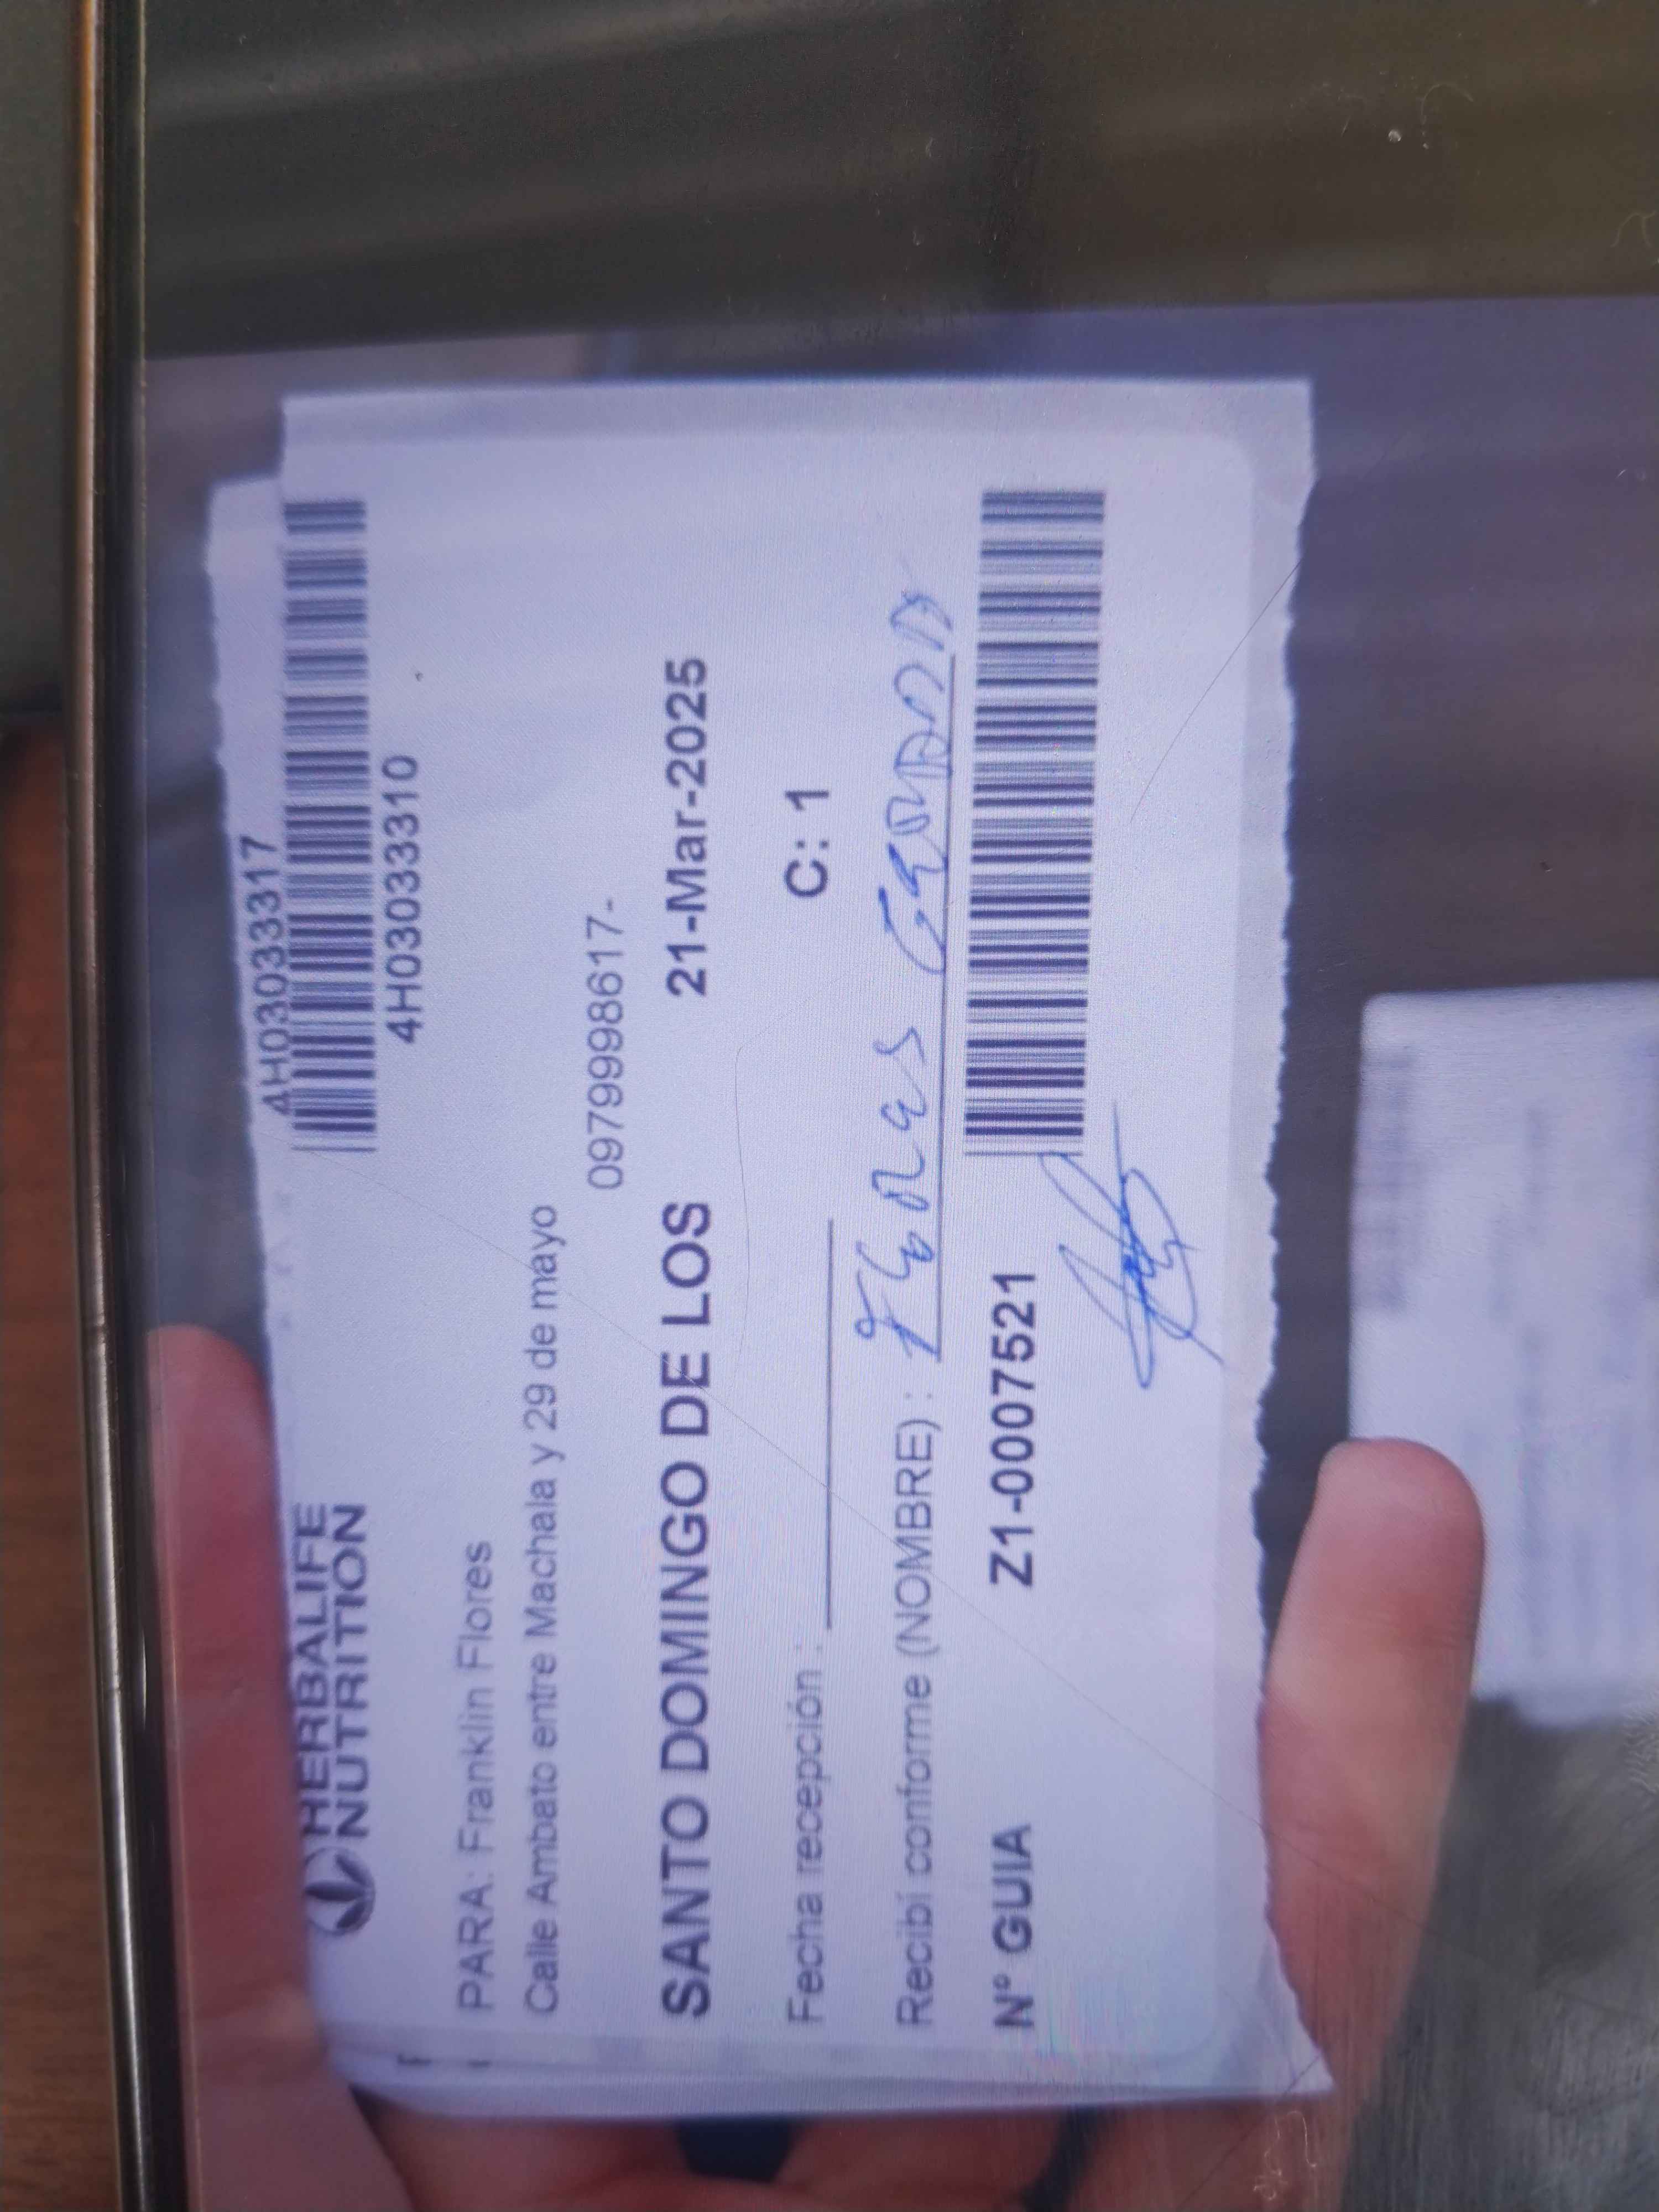 4H03033317
HERBALIFE
NUTRITION
4H03033310
PARA: Franklin Flores
Calle Ambato entre Machala y 29 de mayo
0979998617-
SANTO DOMINGO DE LOS 21-Mar-2025
Fecha recepción : C: 1
Recibí conforme (NOMBRE) : Flores
N° GUIA Z1-0007521